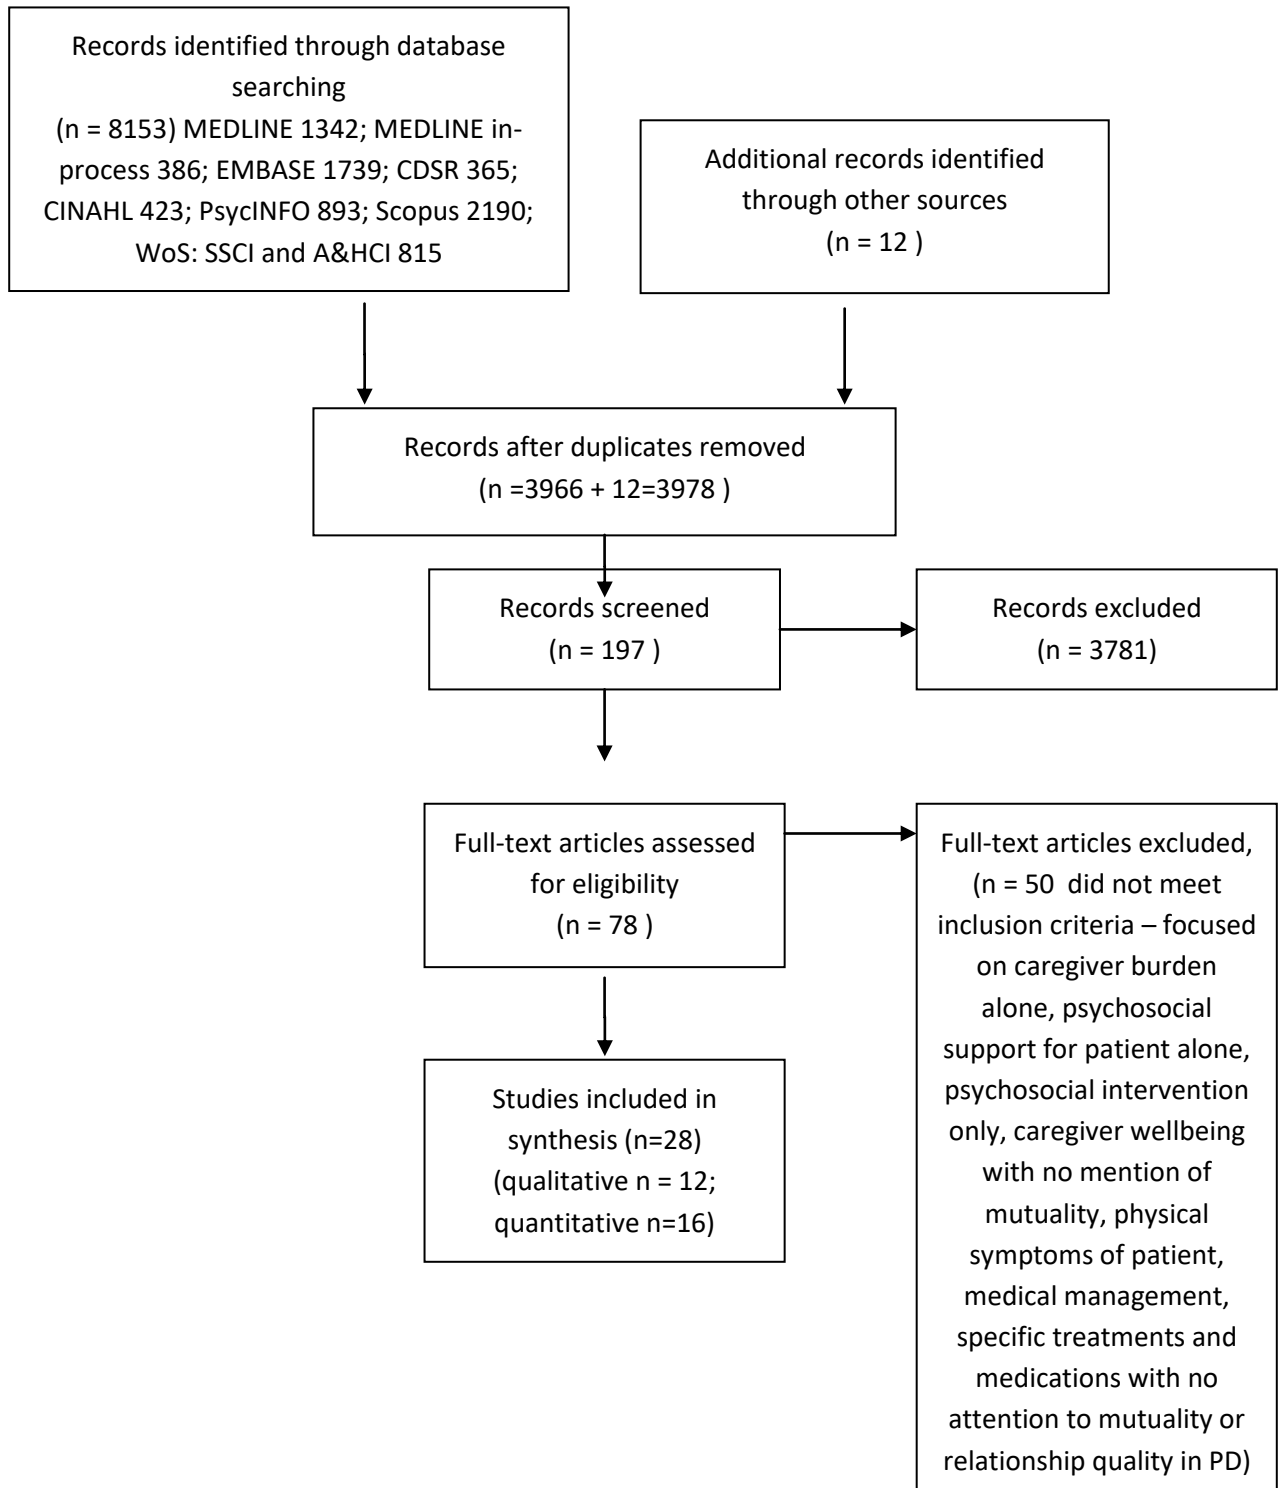 Records identified through database
searching
(n = 8153) MEDLINE 1342; MEDLINE in-
process 386; EMBASE 1739; CDSR 365;
CINAHL 423; PsycINFO 893; Scopus 2190;
WoS: SSCI and A&HCI 815
Additional records identified
through other sources
(n = 12 )
Records after duplicates removed
(n =3966 + 12=3978 )
Records screened
(n = 197 )
Records excluded
(n = 3781)
Full-text articles assessed
for eligibility
(n = 78 )
Full-text articles excluded,
(n = 50  did not meet
inclusion criteria – focused
on caregiver burden
alone, psychosocial
support for patient alone,
psychosocial intervention
only, caregiver wellbeing
with no mention of
mutuality, physical
symptoms of patient,
medical management,
specific treatments and
medications with no
attention to mutuality or
relationship quality in PD)
Studies included in
synthesis (n=28)
(qualitative n = 12;
quantitative n=16)